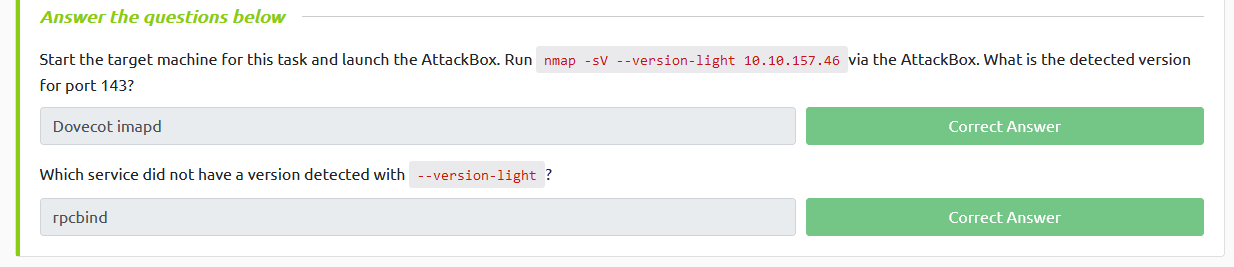 Answer the questions below
Start the target machine for this task and launch the AttackBox. Run nmap -sV --version-light 10.10.157.46 via the AttackBox. What is the detected version
for port 143?
Dovecot imapd
Correct Answer
Which service did not have a version detected with --version-light ?
rpcbind
Correct Answer